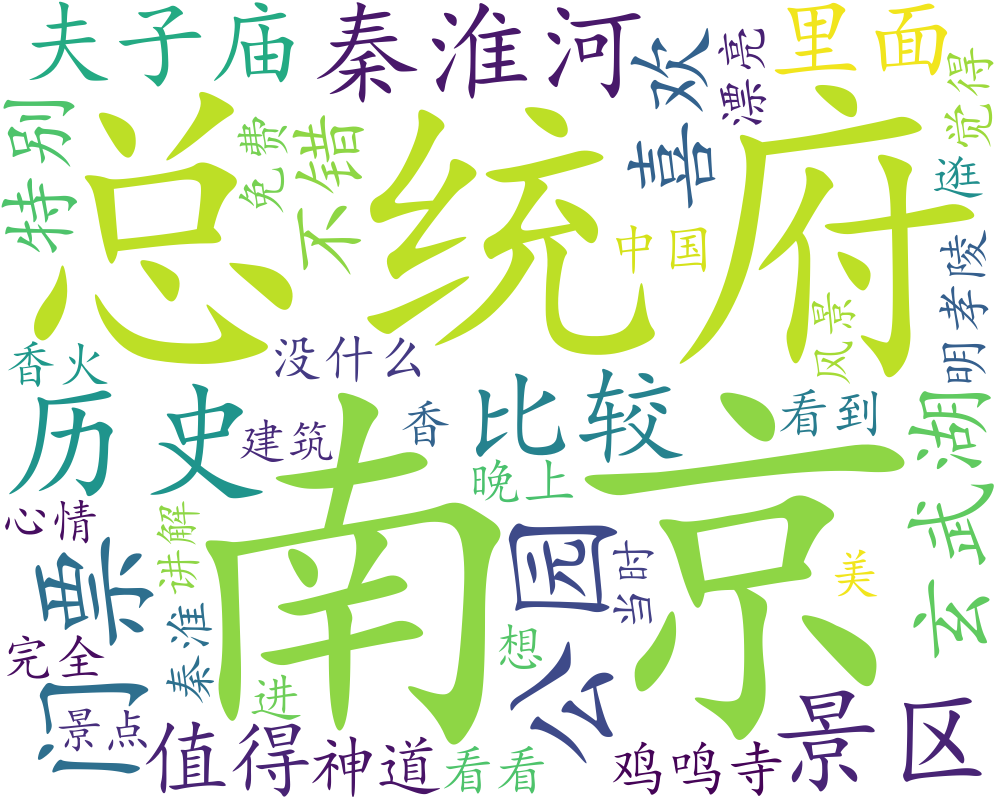 夫子庙
秦淮河
喜欢
漂亮
里面
觉得
特别
总统府
免费
不错
中国
逛
风景
明孝陵
香火
没什么
历史
建筑
香
比较
看到
玄武湖
南京
晚上
心情
门票
讲解
公园
当时
美
完全
秦淮
进
想
景点
值得
神道
看看
鸡鸣寺
景区